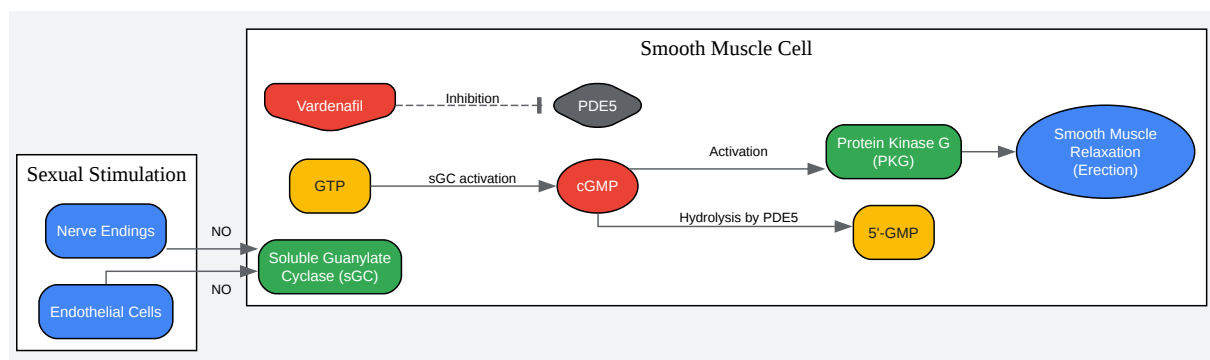 Smooth Muscle Cell
Vardenafil
Inhibition
PDE5
Protein Kinase G
(PKG)
Smooth Muscle
Relaxation
(Erection)
Activation
Sexual Stimulation
GTP
sGC activation
cGMP
Nerve Endings
NO
Hydrolysis by PDE5
5'-GMP
Soluble Guanylate
Cyclase (sGC)
Endothelial Cells
NO